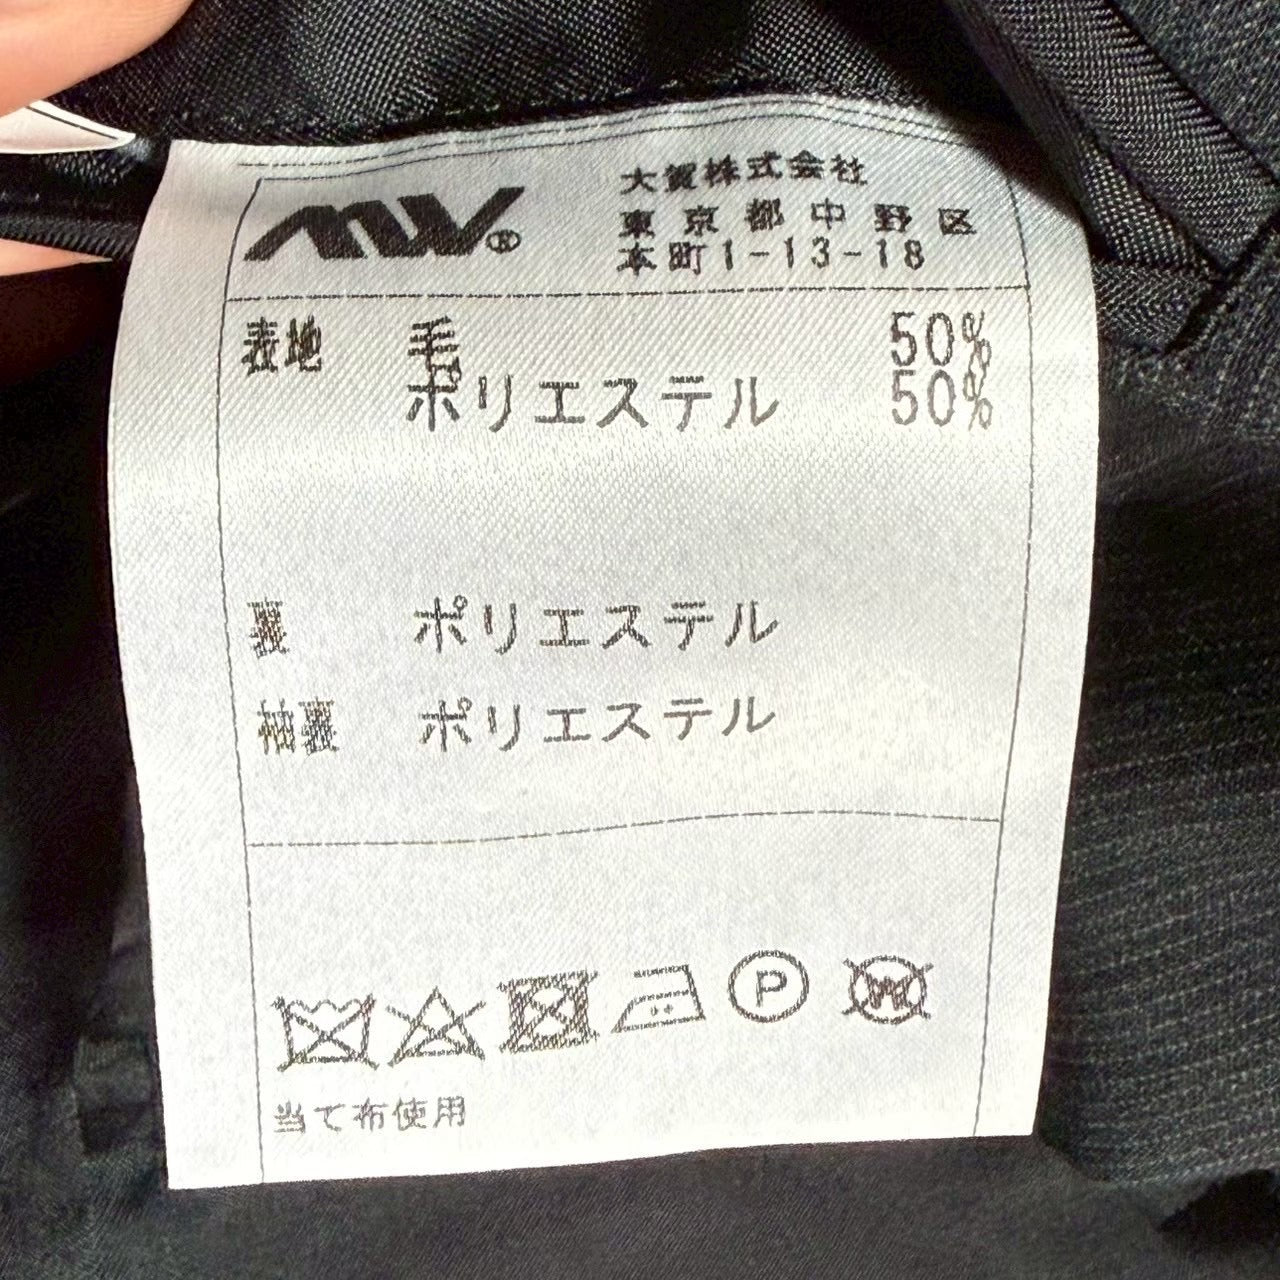 MW®
大賀株式会社
東京都中野区
本町1-13-18
表地 毛 50%
ポリエステル 50%
裏 ポリエステル
袖裏 ポリエステル
P W
当て布使用